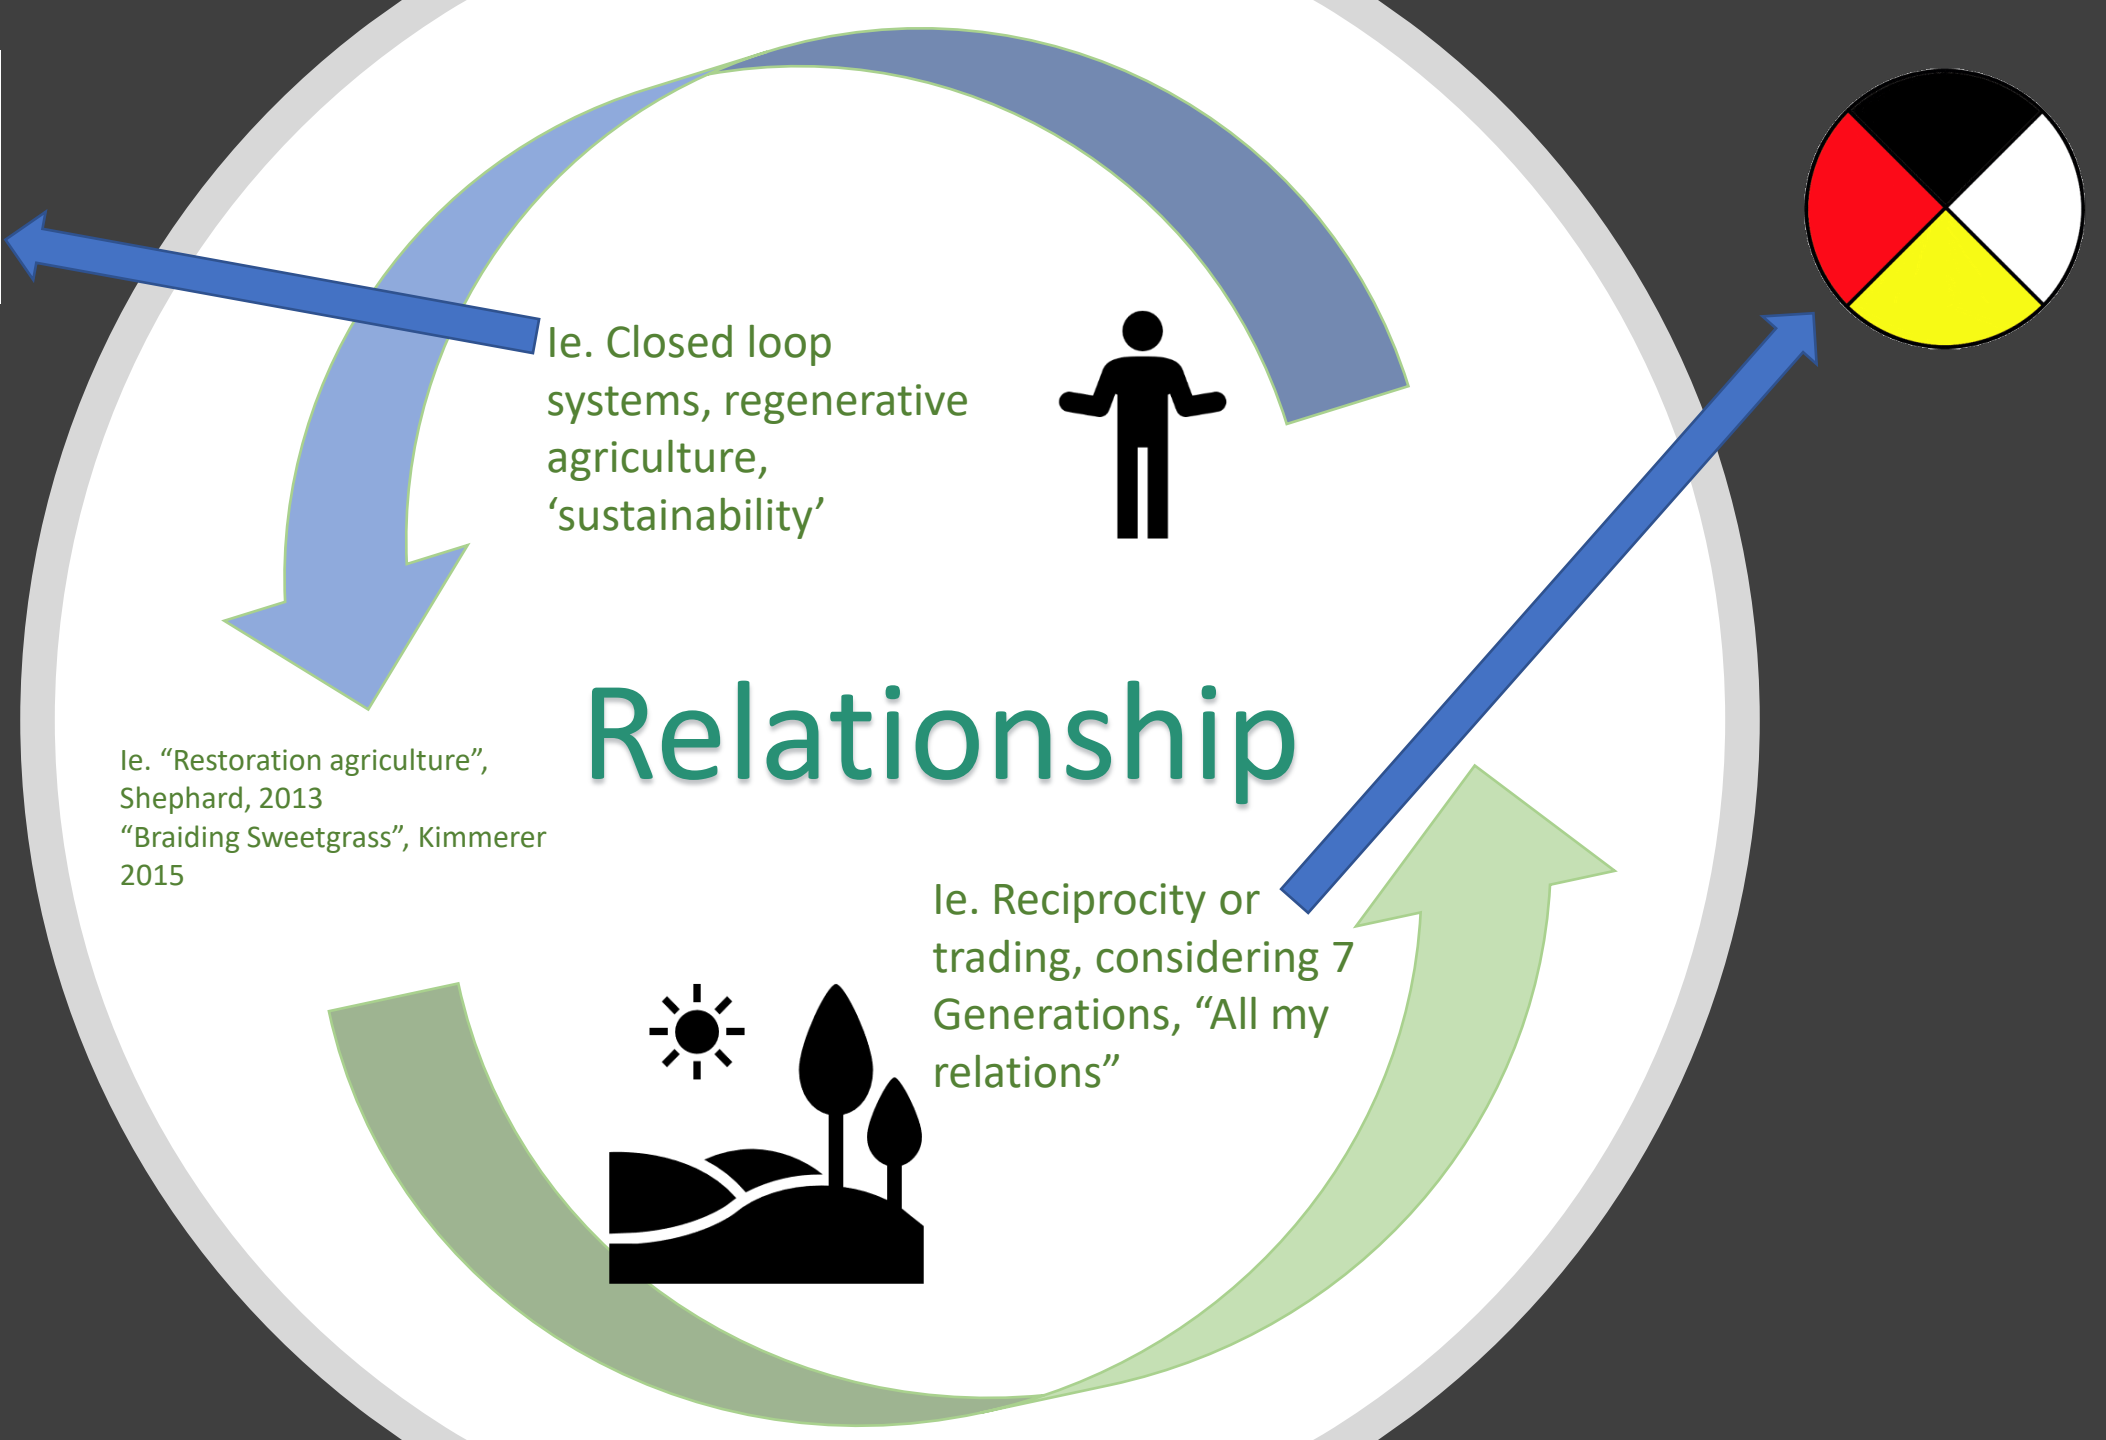 Ie. Closed loop
systems, regenerative
agriculture,
‘sustainability’
Relationship
Ie. “Restoration agriculture”,
Shephard, 2013
“Braiding Sweetgrass”, Kimmerer
2015
Ie. Reciprocity or
trading, considering 7
Generations, “All my
relations”